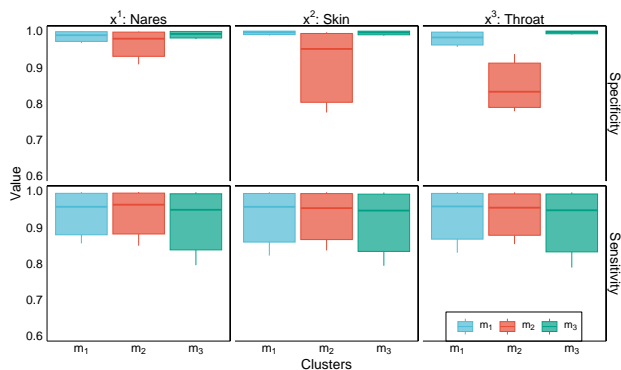 x¹: Nares x²: Skin x³: Throat
1.0
0.9
0.8
0.7
0.6
Specificity
Value
1.0
0.9
0.8
0.7
0.6
Sensitivity
m₁ m₂ m₃
m₁ m₂ m₃ m₁ m₂ m₃ m₁ m₂ m₃
Clusters